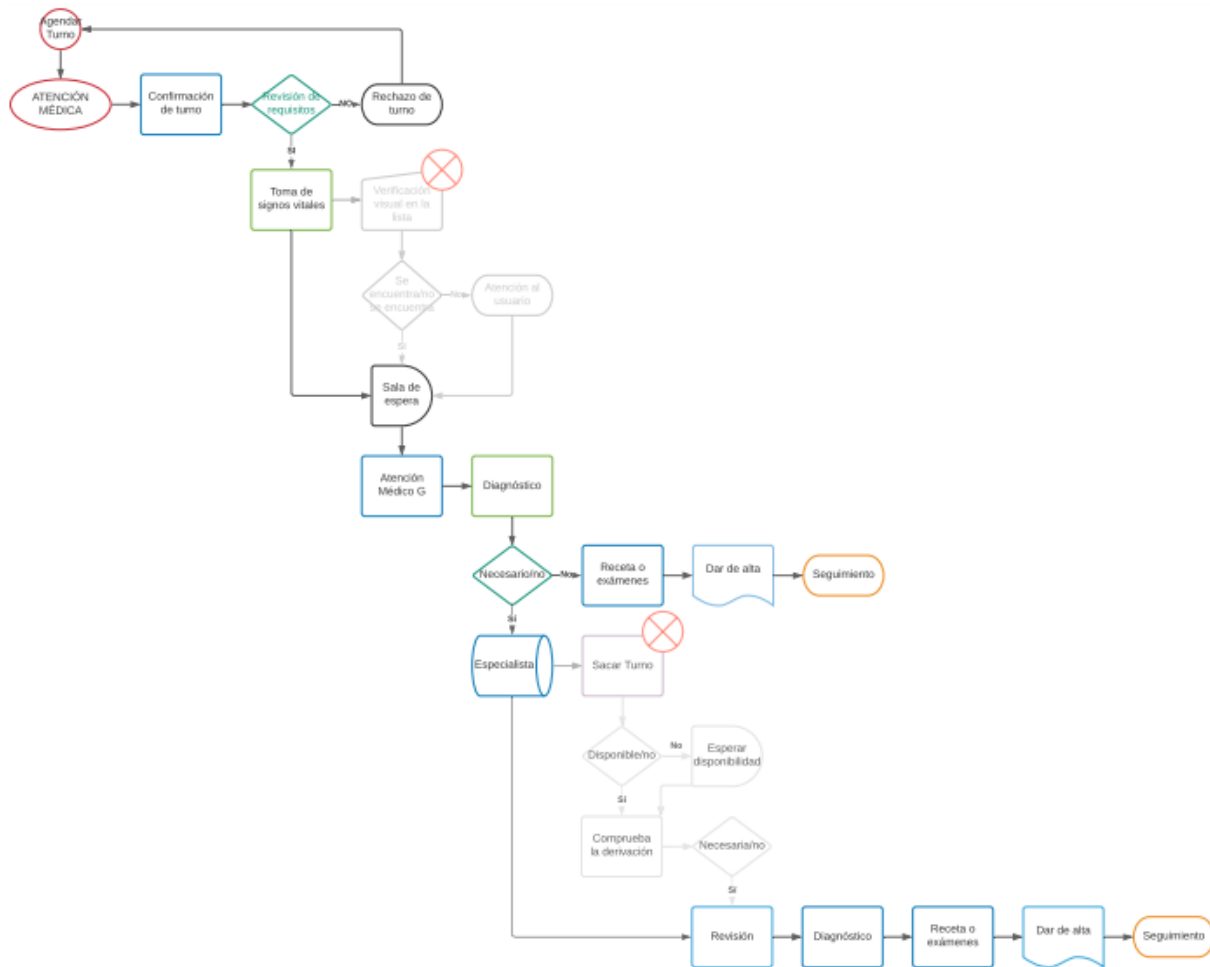 Agendar
Turno
ATENCIÓN
MÉDICA
Confirmación
de turno
Revisión de
requisitos
NO
Rechazo de
turno
SI
Toma de
signos vitales
Verificación
visual en la
lista
Se
encuentra/no
se encuentra
No
Atención al
usuario
Si
Sala de
espera
Atención
Médico G
Diagnóstico
Necesario/no
No
Receta o
exámenes
Dar de alta
Seguimiento
Sí
Especialista
Sacar Turno
Disponible/no
No
Esperar
disponibilidad
Sí
Comprueba
la derivación
Necesaria/no
Sí
Revisión
Diagnóstico
Receta o
exámenes
Dar de alta
Seguimiento